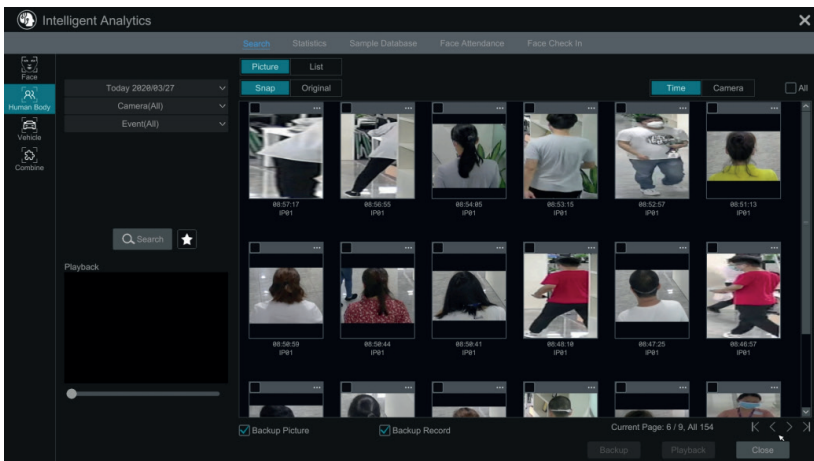 Intelligent Analytics
Search Statistics Sample Database Face Attendance Face Check In
Face
Human Body
Vehicle
Combine
Today 2020/03/27
Camera(All)
Event(All)
Search
Playback
Picture List
Snap Original
Time Camera All
08:57:17 08:56:55 08:54:05 08:53:15 08:52:57 08:51:13
IP01 IP01 IP01 IP01 IP01 IP01
08:50:59 08:50:44 08:50:41 08:48:10 08:47:25 08:46:57
IP01 IP01 IP01 IP01 IP01 IP01
Backup Picture Backup Record
Current Page: 6 / 9, All 154
Backup Playback Close